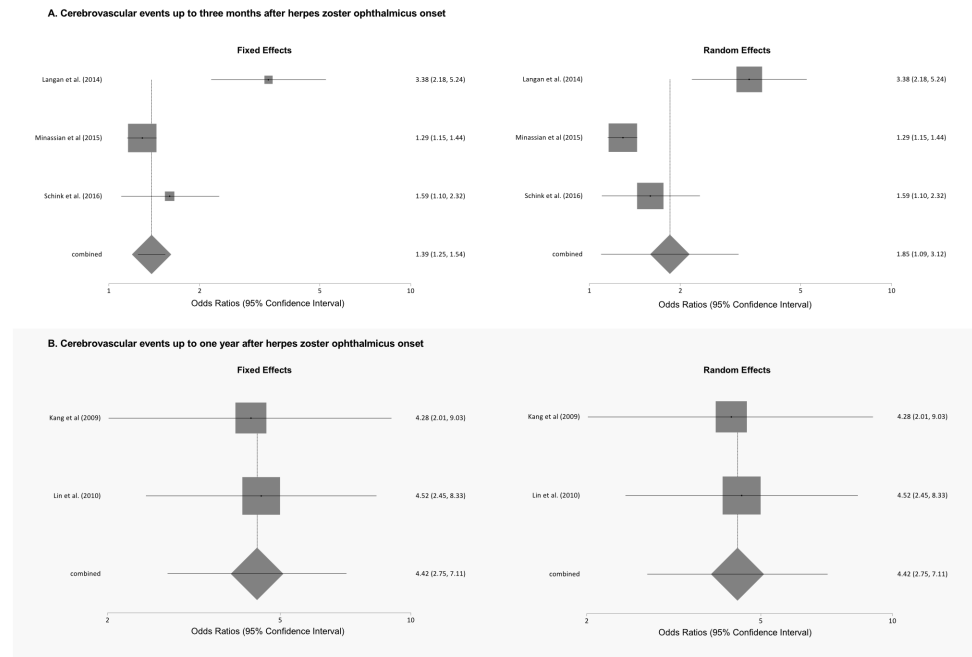 A. Cerebrovascular events up to three months after herpes zoster ophthalmicus onset
Fixed Effects
Langan et al. (2014) 3.38 (2.18, 5.24)
Minassian et al (2015) 1.29 (1.15, 1.44)
Schink et al. (2016) 1.59 (1.10, 2.32)
combined 1.39 (1.25, 1.54)
1 2 5 10
Odds Ratios (95% Confidence Interval)
Random Effects
Langan et al. (2014) 3.38 (2.18, 5.24)
Minassian et al (2015) 1.29 (1.15, 1.44)
Schink et al. (2016) 1.59 (1.10, 2.32)
combined 1.85 (1.09, 3.12)
1 2 5 10
Odds Ratios (95% Confidence Interval)
B. Cerebrovascular events up to one year after herpes zoster ophthalmicus onset
Fixed Effects
Kang et al (2009) 4.28 (2.01, 9.03)
Lin et al. (2010) 4.52 (2.45, 8.33)
combined 4.42 (2.75, 7.11)
2 5 10
Odds Ratios (95% Confidence Interval)
Random Effects
Kang et al (2009) 4.28 (2.01, 9.03)
Lin et al. (2010) 4.52 (2.45, 8.33)
combined 4.42 (2.75, 7.11)
2 5 10
Odds Ratios (95% Confidence Interval)